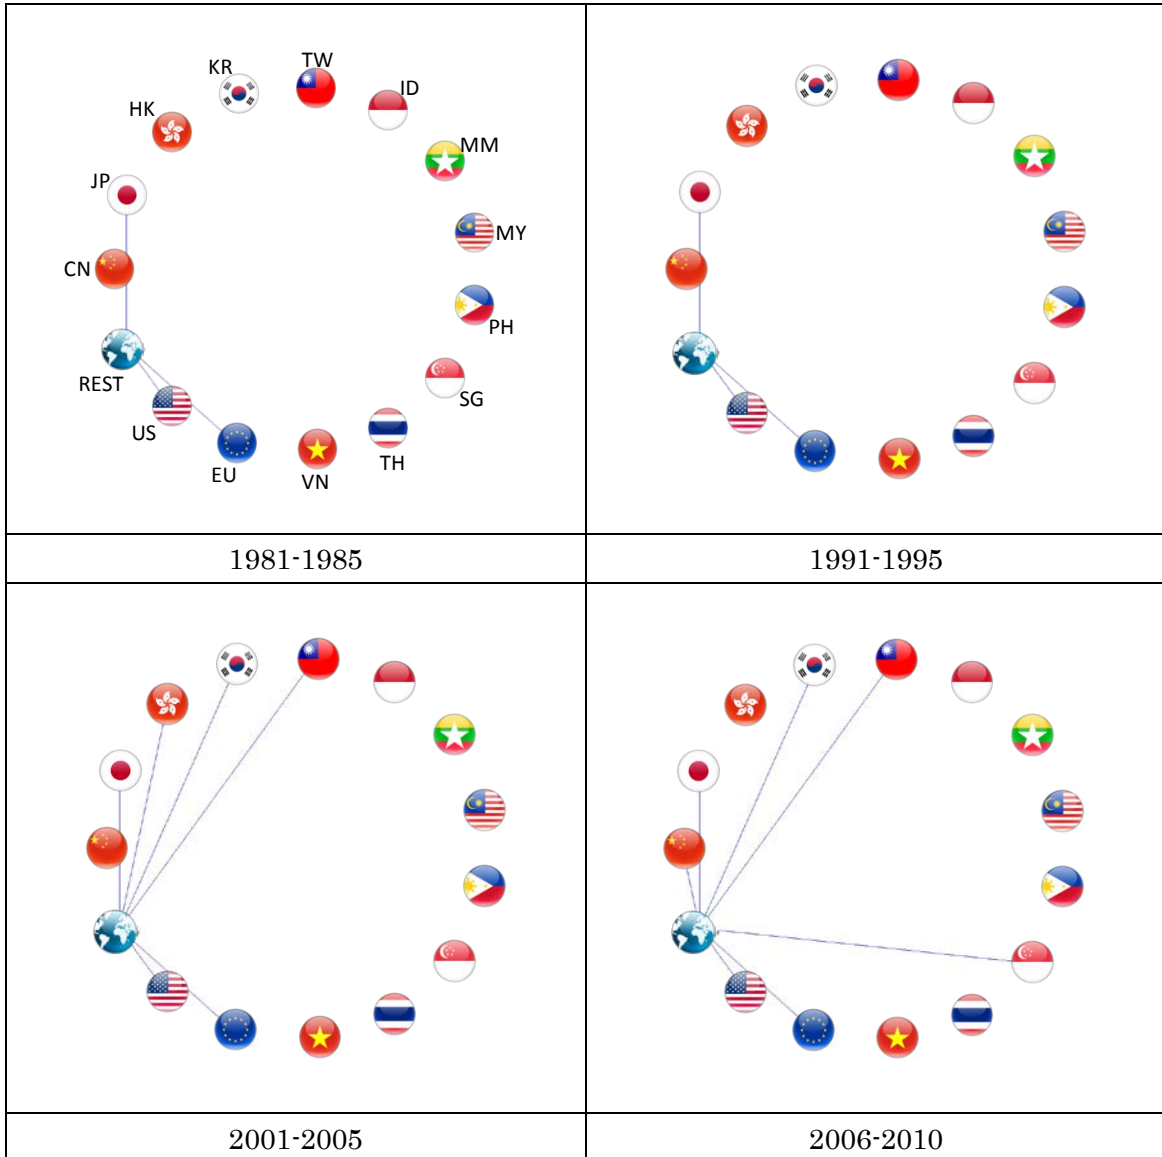 TW
KR
ID
HK
MM
JP
MY
CN
PH
REST
SG
US
TH
EU
VN
1981-1985
1991-1995
2001-2005
2006-2010